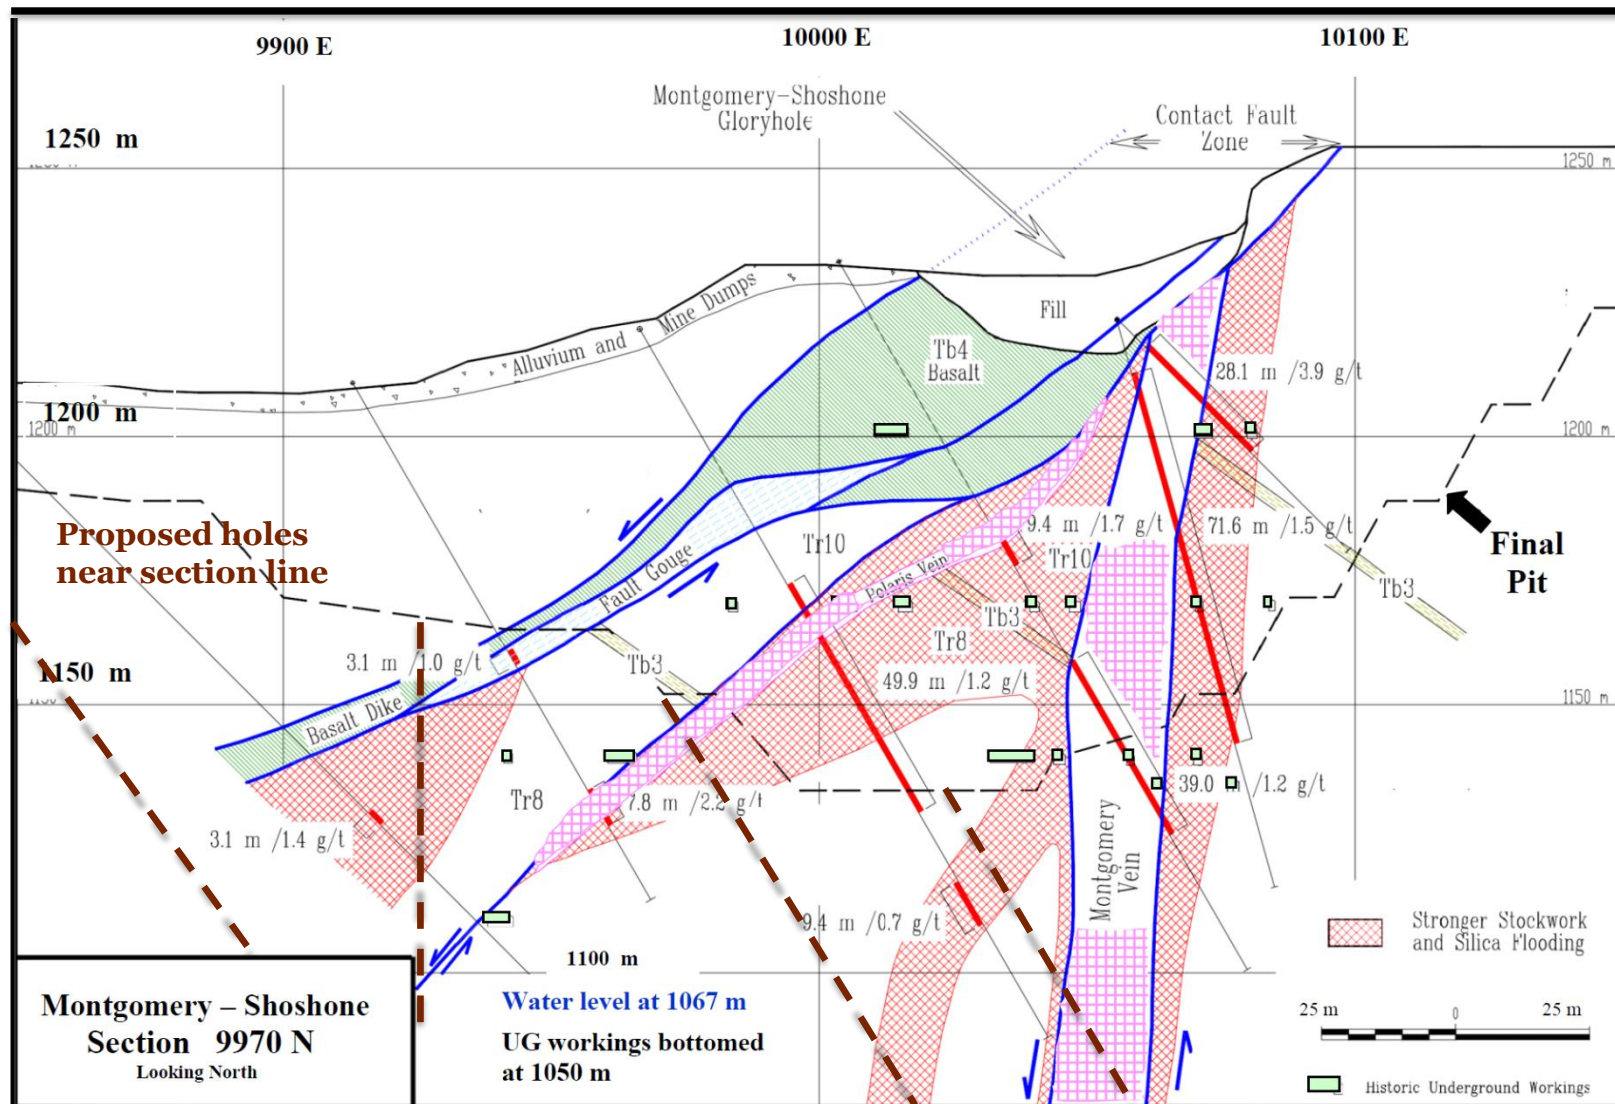 9900 E
10000 E
10100 E
Montgomery-Shoshone
Gloryhole
Contact Fault
Zone
1250 m
1250 m
Alluvium and Mine Dumps
Fill
Tb4
Basalt
28.1 m /3.9 g/t
1200 m
1200 m
1200 m
Proposed holes
near section line
Fault Gouge
Tr10
9.4 m /1.7 g/t
Tr10
71.6 m /1.5 g/t
Final
Pit
Polaris Vein
Tb3
Tb3
Tr8
3.1 m /1.0 g/t
Tb3
1150 m
49.9 m /1.2 g/t
1150 m
Basalt Dike
Tr8
7.8 m /2.2 g/t
39.0 m /1.2 g/t
3.1 m /1.4 g/t
Montgomery
Vein
9.4 m /0.7 g/t
Stronger Stockwork
and Silica Flooding
1100 m
Water level at 1067 m
UG workings bottomed
at 1050 m
25 m 0 25 m
Historic Underground Workings
Montgomery – Shoshone
Section 9970 N
Looking North